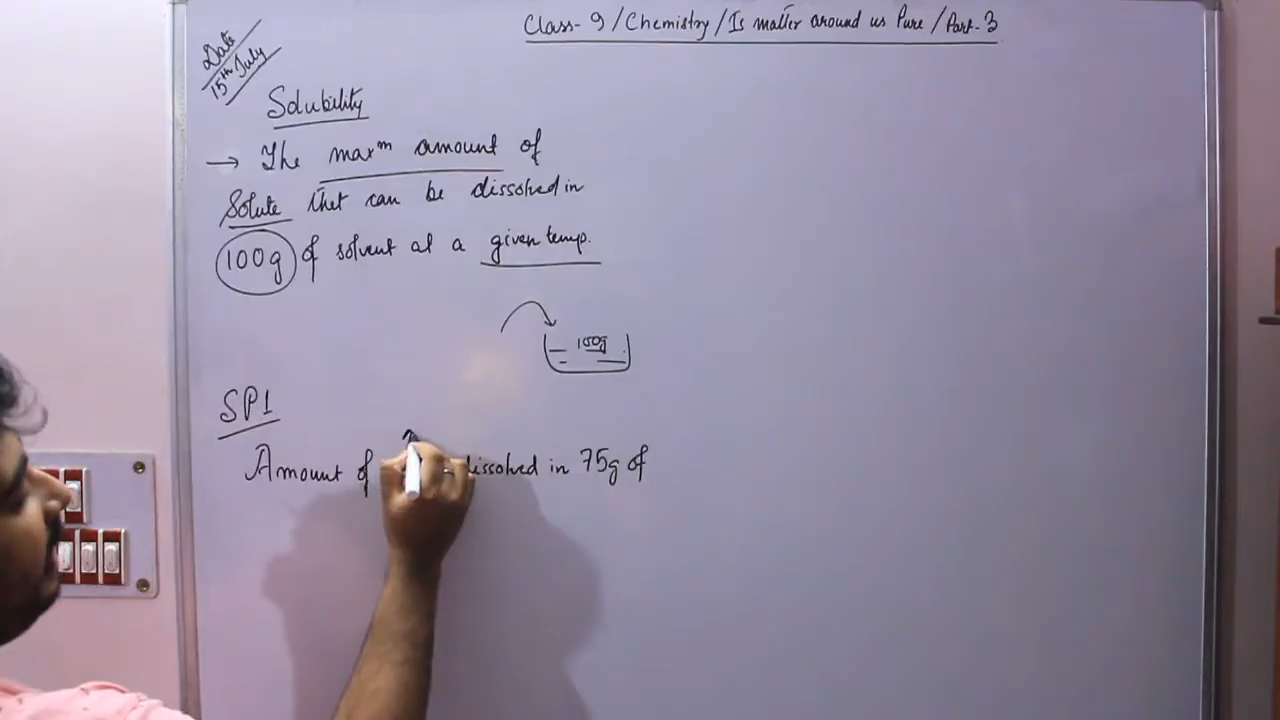 Class-9/Chemistry/Is matter around us Pure/Part-3
Date
15th July
Solubility
→ The maxm amount of
Solute that can be dissolved in
100g of solvent at a given temp.
100g
SP1
Amount of dissolved in 75g of